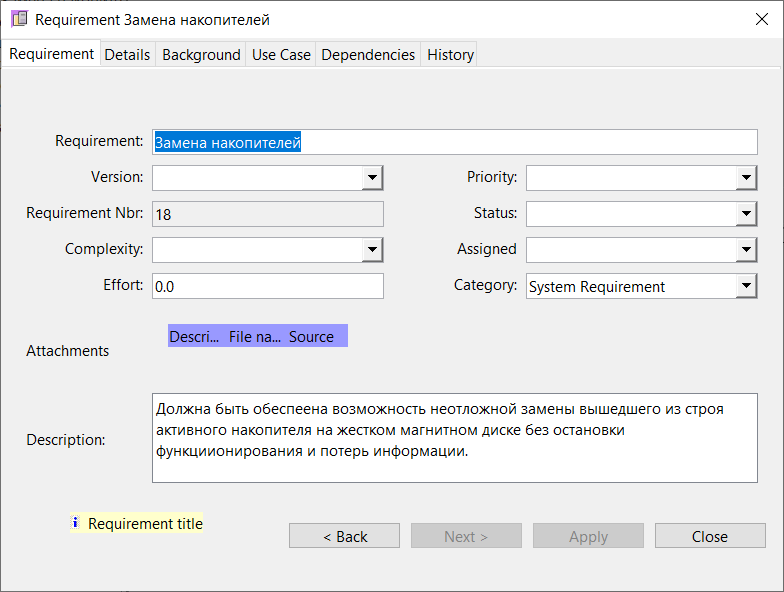 Requirement Замена накопителей
Requirement Details Background Use Case Dependencies History
Requirement: Замена накопителей
Version: Priority:
Requirement Nbr: 18 Status:
Complexity: Assigned
Effort: 0.0 Category: System Requirement
Descri... File na... Source
Attachments
Должна быть обеспеена возможность неотложной замены вышедшего из строя
активного накопителя на жестком магнитном диске без остановки
Description:
функциионирования и потерь информации.
i Requirement title
< Back Next > Apply Close